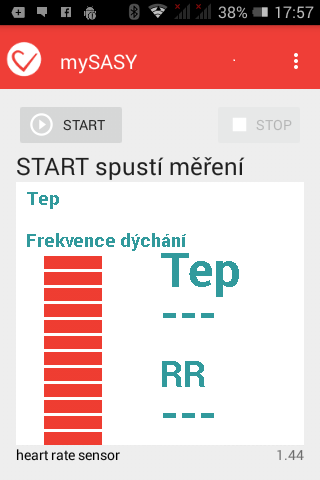 38% 17:57
mySASY
START STOP
START spustí měření
Tep
Frekvence dýchání
Tep
---
RR
---
heart rate sensor 1.44